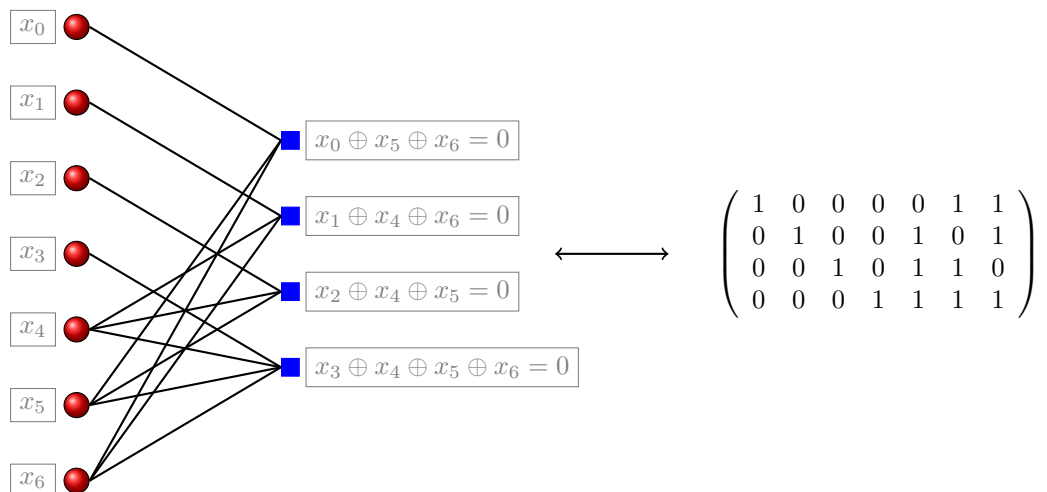 x₀
x₁
x₂
x₃
x₄
x₅
x₆
x₀ ⊕ x₅ ⊕ x₆ = 0
x₁ ⊕ x₄ ⊕ x₆ = 0
x₂ ⊕ x₄ ⊕ x₅ = 0
x₃ ⊕ x₄ ⊕ x₅ ⊕ x₆ = 0
1 0 0 0 0 1 1
0 1 0 0 1 0 1
0 0 1 0 1 1 0
0 0 0 1 1 1 1